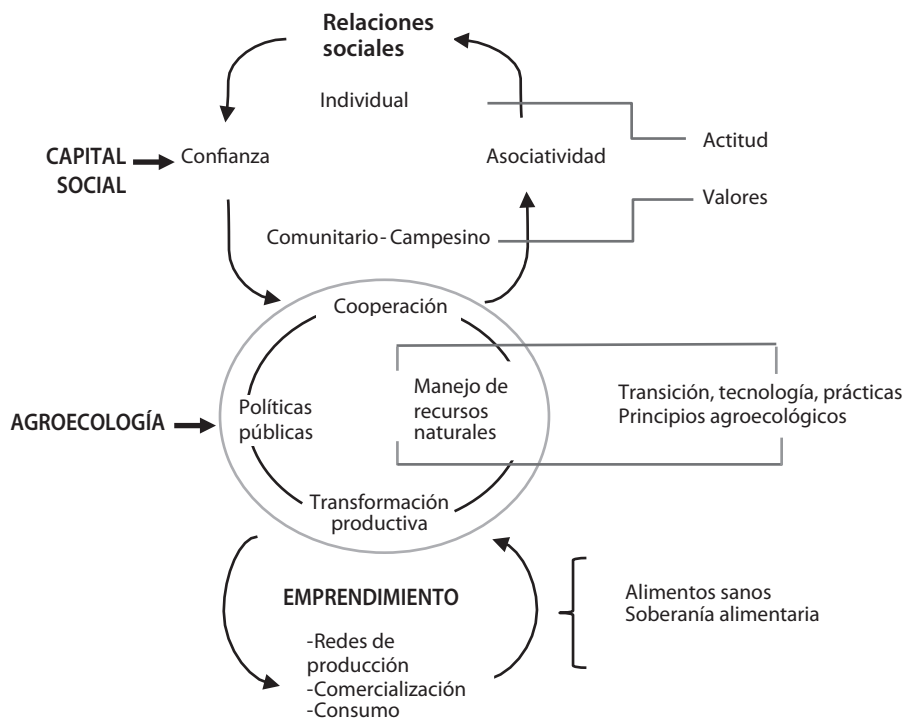 Relaciones
sociales
Individual
Actitud
CAPITAL
SOCIAL
Confianza
Asociatividad
Valores
Comunitario-Campesino
Cooperación
AGROECOLOGÍA
Políticas
públicas
Manejo de
recursos
naturales
Transición, tecnología, prácticas
Principios agroecológicos
Transformación
productiva
EMPRENDIMIENTO
-Redes de
producción
-Comercialización
-Consumo
Alimentos sanos
Soberanía alimentaria